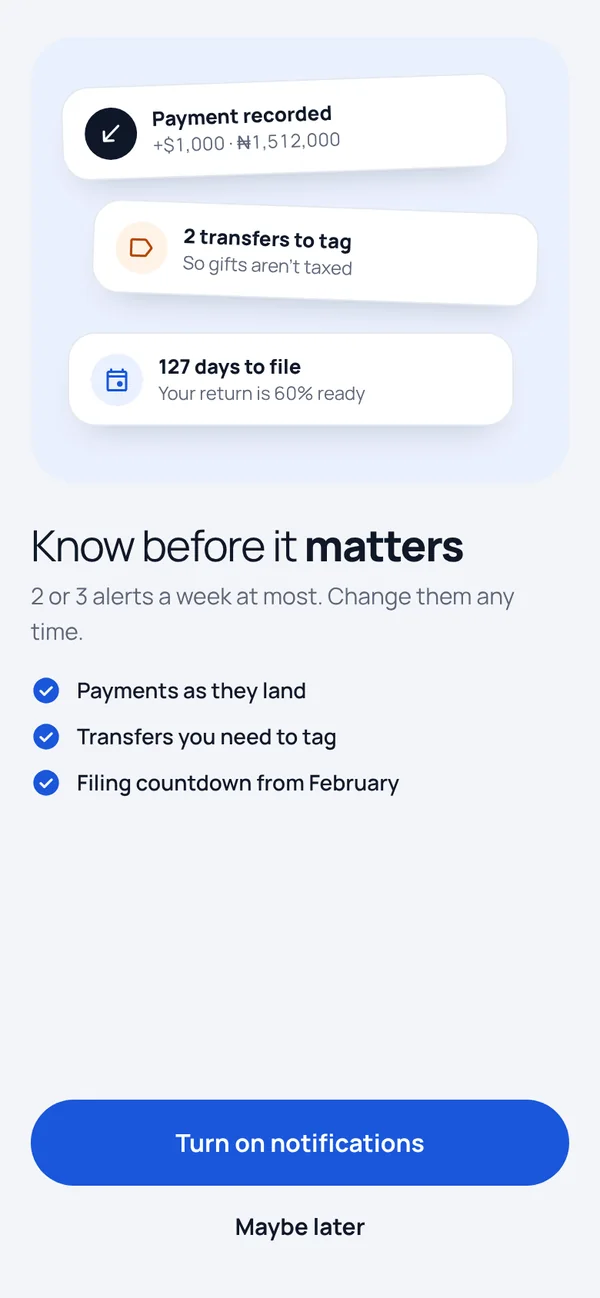 Payment recorded
+$1,000 · ₦1,512,000
2 transfers to tag
So gifts aren't taxed
127 days to file
Your return is 60% ready
Know before it matters
2 or 3 alerts a week at most. Change them any
time.
Payments as they land
Transfers you need to tag
Filing countdown from February
Turn on notifications
Maybe later